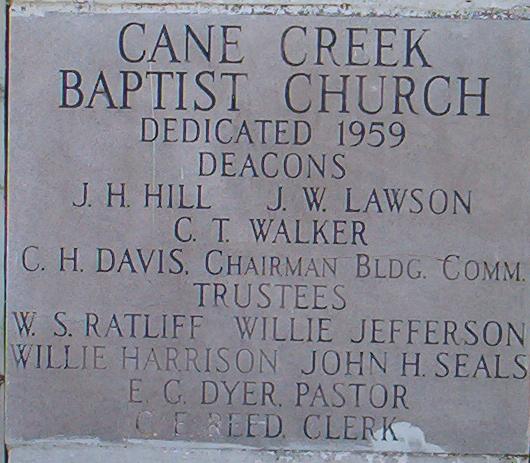 CANE CREEK
BAPTIST CHURCH
DEDICATED 1959
DEACONS
J. H. HILL J. W. LAWSON
C. T. WALKER
C. H. DAVIS. CHAIRMAN BLDG. COMM.
TRUSTEES
W. S. RATLIFF WILLIE JEFFERSON
WILLIE HARRISON JOHN H. SEALS
E. G. DYER. PASTOR
REED. CLERK